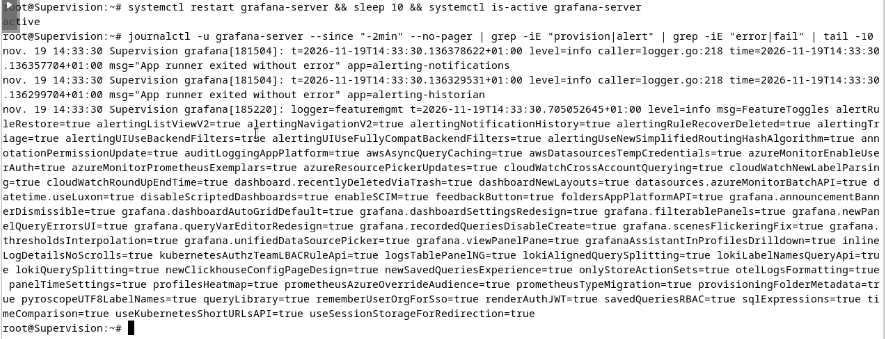 root@Supervision:~# systemctl restart grafana-server && sleep 10 && systemctl is-active grafana-server
active
root@Supervision:~# journalctl -u grafana-server --since "-2min" --no-pager | grep -iE "provision|alert" | grep -iE "error|fail" | tail -10
nov. 19 14:33:30 Supervision grafana[181504]: t=2026-11-19T14:33:30.136378622+01:00 level=info caller=logger.go:218 time=2026-11-19T14:33:30
.136357704+01:00 msg="App runner exited without error" app=alerting-notifications
nov. 19 14:33:30 Supervision grafana[181504]: t=2026-11-19T14:33:30.136329531+01:00 level=info caller=logger.go:218 time=2026-11-19T14:33:30
.136299704+01:00 msg="App runner exited without error" app=alerting-historian
nov. 19 14:33:30 Supervision grafana[185220]: logger=featuremgmt t=2026-11-19T14:33:30.705052645+01:00 level=info msg=FeatureToggles alertRu
leRestore=true alertingListViewV2=true alertingNavigationV2=true alertingNotificationHistory=true alertingRuleRecoverDeleted=true alertingTr
iage=true alertingUIUseBackendFilters=true alertingUIUseFullyCompatBackendFilters=true alertingUseNewSimplifiedRoutingHashAlgorithm=true ann
otationPermissionUpdate=true auditLoggingAppPlatform=true awsAsyncQueryCaching=true awsDatasourcesTempCredentials=true azureMonitorEnableUse
rAuth=true azureMonitorPrometheusExemplars=true azureResourcePickerUpdates=true cloudWatchCrossAccountQuerying=true cloudWatchNewLabelParsin
g=true cloudWatchRoundUpEndTime=true dashboard.recentlyDeletedViaTrash=true dashboardNewLayouts=true datasources.azureMonitorBatchAPI=true d
atetime.useLuxon=true disableScriptedDashboards=true enableSCIM=true feedbackButton=true foldersAppPlatformAPI=true grafana.announcementBann
erDismissible=true grafana.dashboardAutoGridDefault=true grafana.dashboardSettingsRedesign=true grafana.filterablePanels=true grafana.newPan
elQueryErrorsUI=true grafana.queryVarEditorRedesign=true grafana.recordedQueriesDisableCreate=true grafana.scenesFlickeringFix=true grafana.
thresholdsInterpolation=true grafana.unifiedDataSourcePicker=true grafana.viewPanelPane=true grafanaAssistantInProfilesDrilldown=true inline
LogDetailsNoScrolls=true kubernetesAuthzTeamLBACRuleApi=true logsTablePanelNG=true lokiAlignedQuerySplitting=true lokiLabelNamesQueryApi=tru
e lokiQuerySplitting=true newClickhouseConfigPageDesign=true newSavedQueriesExperience=true onlyStoreActionSets=true otelLogsFormatting=true
panelTimeSettings=true profilesHeatmap=true prometheusAzureOverrideAudience=true prometheusTypeMigration=true provisioningFolderMetadata=tr
ue pyroscopeUTF8LabelNames=true queryLibrary=true rememberUserOrgForSso=true renderAuthJWT=true savedQueriesRBAC=true sqlExpressions=true ti
meComparison=true useKubernetesShortURLsAPI=true useSessionStorageForRedirection=true
root@Supervision:~#